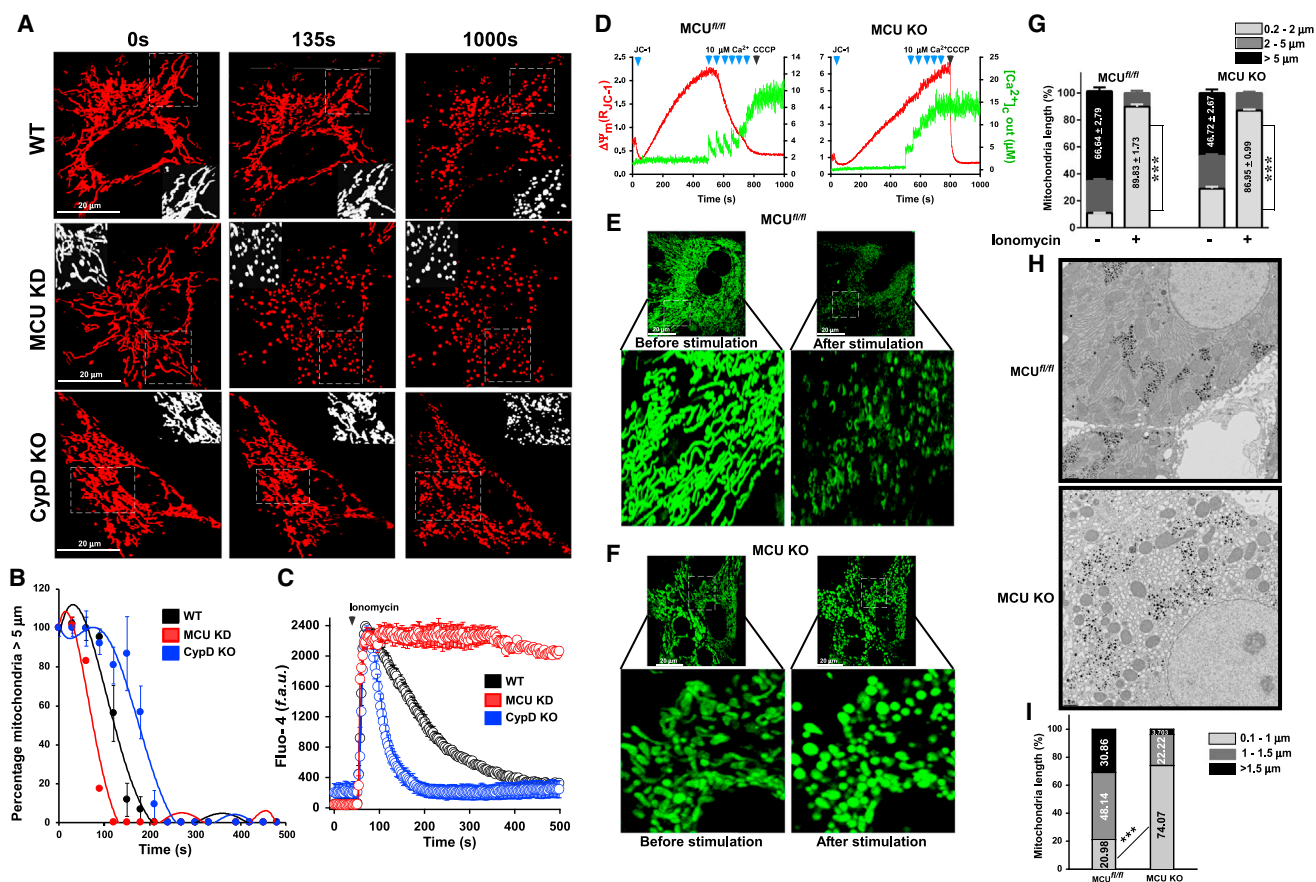 A
0s
135s
1000s
WT
20 µm
MCU KD
20 µm
CypD KO
20 µm
B
Percentage mitochondria > 5 µm
120
100
80
60
40
20
0
WT
MCU KD
CypD KO
0 100 200 300 400 500
Time (s)
C
Ionomycin
Fluo- 4 (f.a.u.)
2400
2000
1600
1200
800
400
0
WT
MCU KD
CypD KO
0 100 200 300 400 500
Time (s)
D
MCUfl/fl
JC-1
10 µM Ca2+ CCCP
ΔΨm(RJC-1)
2.5
2.0
1.5
1.0
0.5
0.0
14
12
10
8
6
4
2
0
0 200 400 600 800 1000
Time (s)
MCU KO
JC-1
10 µM Ca2+ CCCP
7
6
5
4
3
2
1
0
25
20
15
10
5
0
[Ca2+]c out (µM)
0 200 400 600 800 1000
Time (s)
E
MCUfl/fl
20 µm
20 µm
Before stimulation
After stimulation
F
MCU KO
20 µm
20 µm
Before stimulation
After stimulation
G
0.2 - 2 µm
2 - 5 µm
> 5 µm
MCUfl/fl
MCU KO
Mitochondria length (%)
100
80
60
40
20
0
66,64 ± 2,79
89.83 ± 1.73
***
46.72 ± 2.67
86.95 ± 0.99
***
Ionomycin - + - +
H
MCUfl/fl
MCU KO
I
Mitochondria length (%)
100
80
60
40
20
0
30.86
48.14
20.98
***
3,703
22.22
74.07
0.1 - 1 µm
1 - 1.5 µm
>1.5 µm
MCUfl/fl
MCU KO